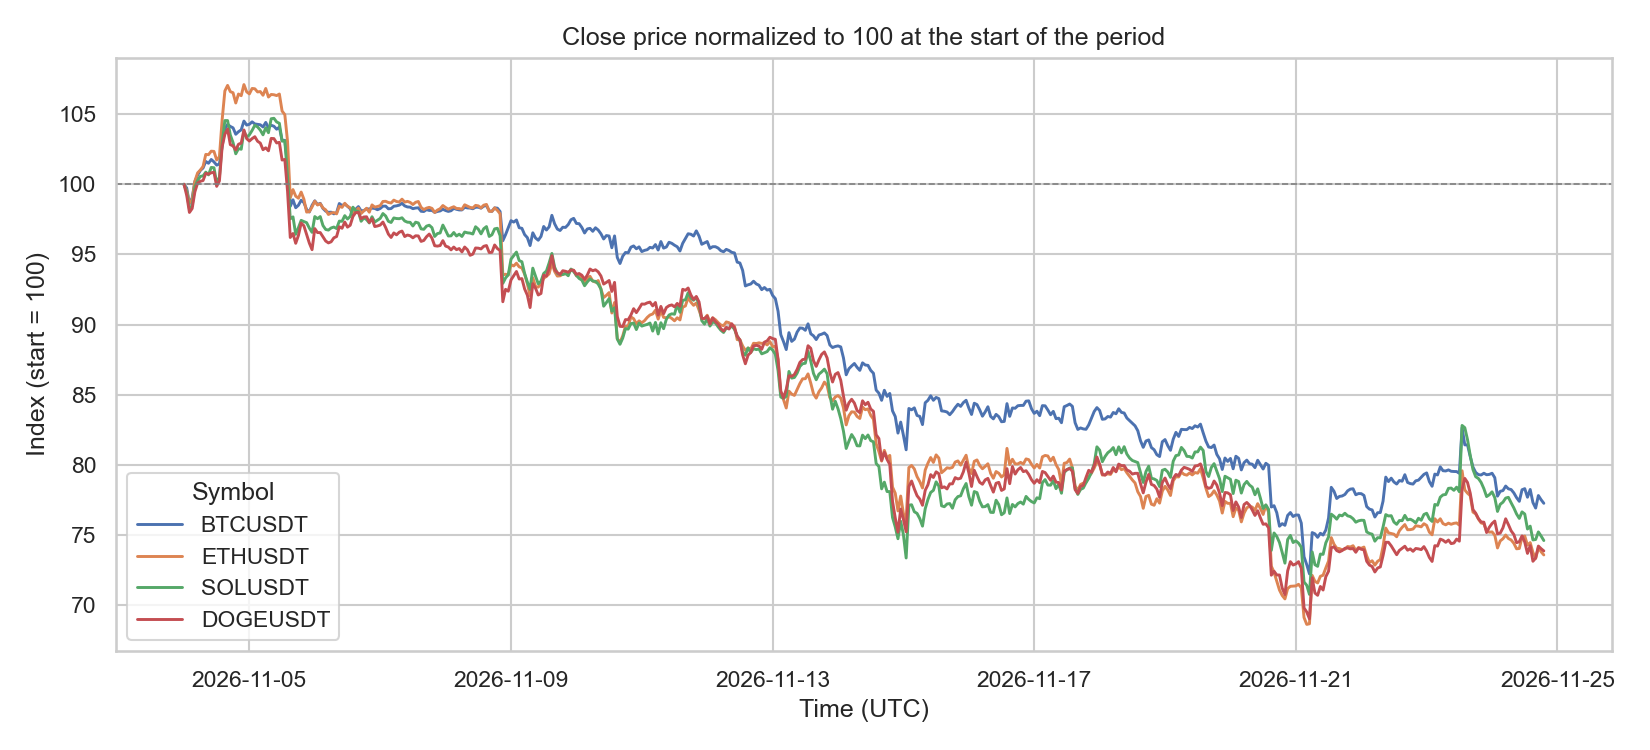 Close price normalized to 100 at the start of the period
Index (start = 100)
105
100
95
90
85
80
75
70
Symbol
BTCUSDT
ETHUSDT
SOLUSDT
DOGEUSDT
2026-11-05
2026-11-09
2026-11-13
2026-11-17
2026-11-21
2026-11-25
Time (UTC)